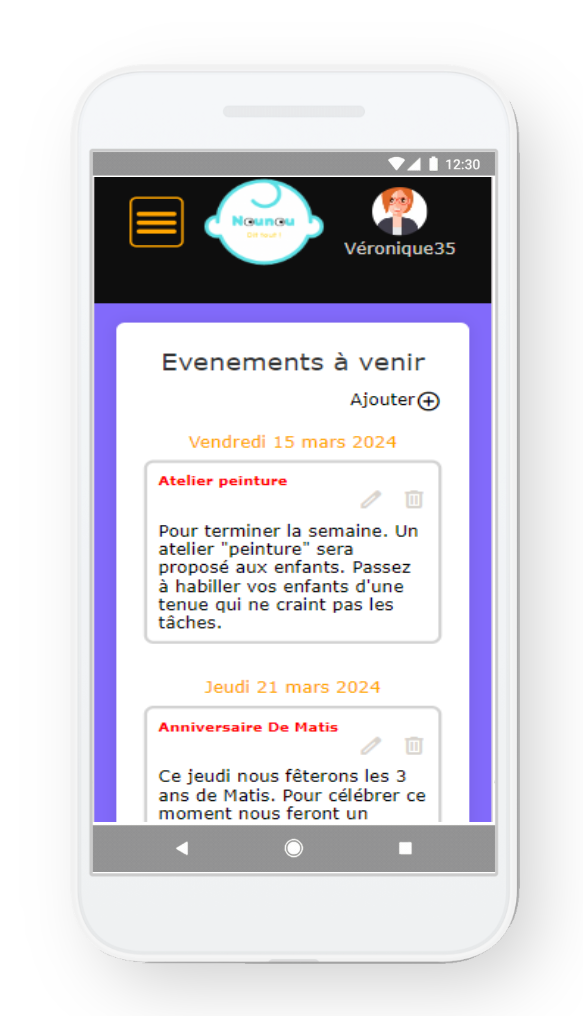 12:30
Nounou
Véronique35
Evenements à venir
Ajouter
Vendredi 15 mars 2024
Atelier peinture
Pour terminer la semaine. Un
atelier "peinture" sera
proposé aux enfants. Passez
à habiller vos enfants d'une
tenue qui ne craint pas les
tâches.
Jeudi 21 mars 2024
Anniversaire De Matis
Ce jeudi nous fêterons les 3
ans de Matis. Pour célébrer ce
moment nous feront un